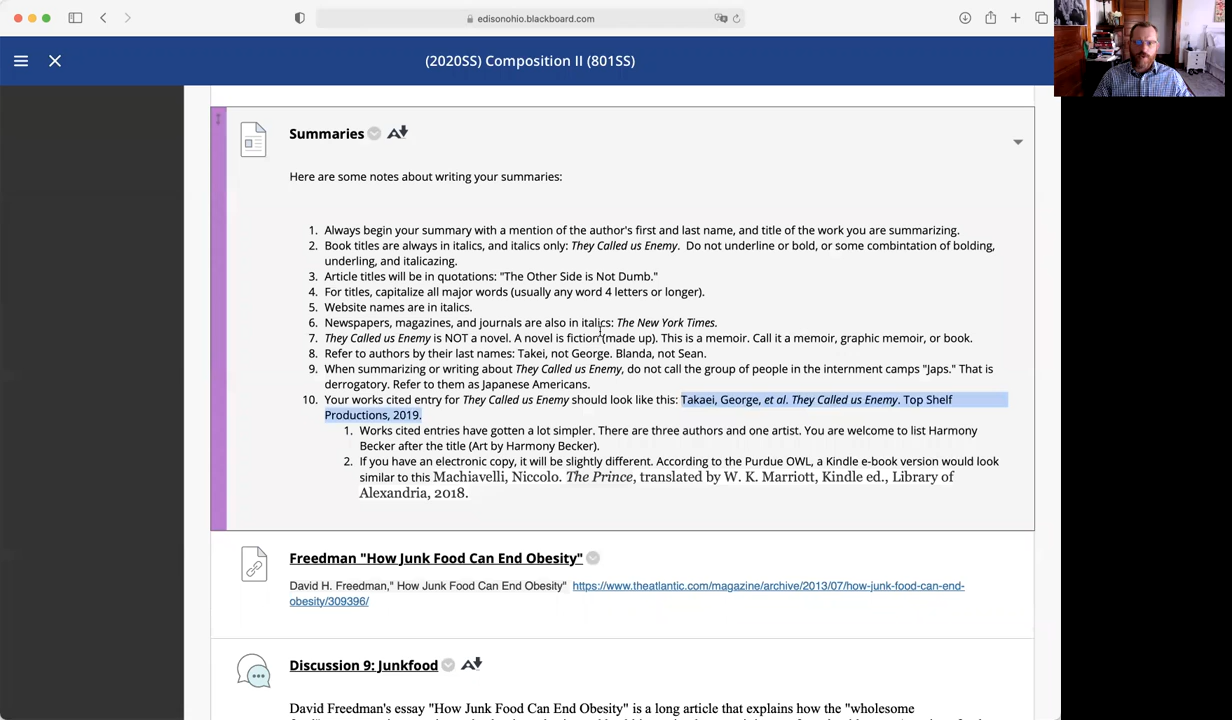 edisonohio.blackboard.com
(2020SS) Composition II (801SS)
Summaries
Here are some notes about writing your summaries:
1. Always begin your summary with a mention of the author's first and last name, and title of the work you are summarizing.
2. Book titles are always in italics, and italics only: They Called us Enemy. Do not underline or bold, or some combintation of bolding,
underling, and italicazing.
3. Article titles will be in quotations: "The Other Side is Not Dumb."
4. For titles, capitalize all major words (usually any word 4 letters or longer).
5. Website names are in italics.
6. Newspapers, magazines, and journals are also in italics: The New York Times.
7. They Called us Enemy is NOT a novel. A novel is fiction (made up). This is a memoir. Call it a memoir, graphic memoir, or book.
8. Refer to authors by their last names: Takei, not George. Blanda, not Sean.
9. When summarizing or writing about They Called us Enemy, do not call the group of people in the internment camps "Japs." That is
derrogatory. Refer to them as Japanese Americans.
10. Your works cited entry for They Called us Enemy should look like this: Takaei, George, et al. They Called us Enemy. Top Shelf
Productions, 2019.
1. Works cited entries have gotten a lot simpler. There are three authors and one artist. You are welcome to list Harmony
Becker after the title (Art by Harmony Becker).
2. If you have an electronic copy, it will be slightly different. According to the Purdue OWL, a Kindle e-book version would look
similar to this Machiavelli, Niccolo. The Prince, translated by W. K. Marriott, Kindle ed., Library of
Alexandria, 2018.
Freedman "How Junk Food Can End Obesity"
David H. Freedman," How Junk Food Can End Obesity" https://www.theatlantic.com/magazine/archive/2013/07/how-junk-food-can-end-
obesity/309396/
Discussion 9: Junkfood
David Freedman's essay "How Junk Food Can End Obesity" is a long article that explains how the "wholesome